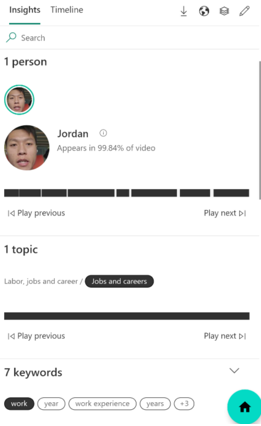 Insights Timeline
Search
1 person
Jordan
Appears in 99.84% of video
Play previous Play next
1 topic
Labor, jobs and career / Jobs and careers
Play previous Play next
7 keywords
work year work experience years +3